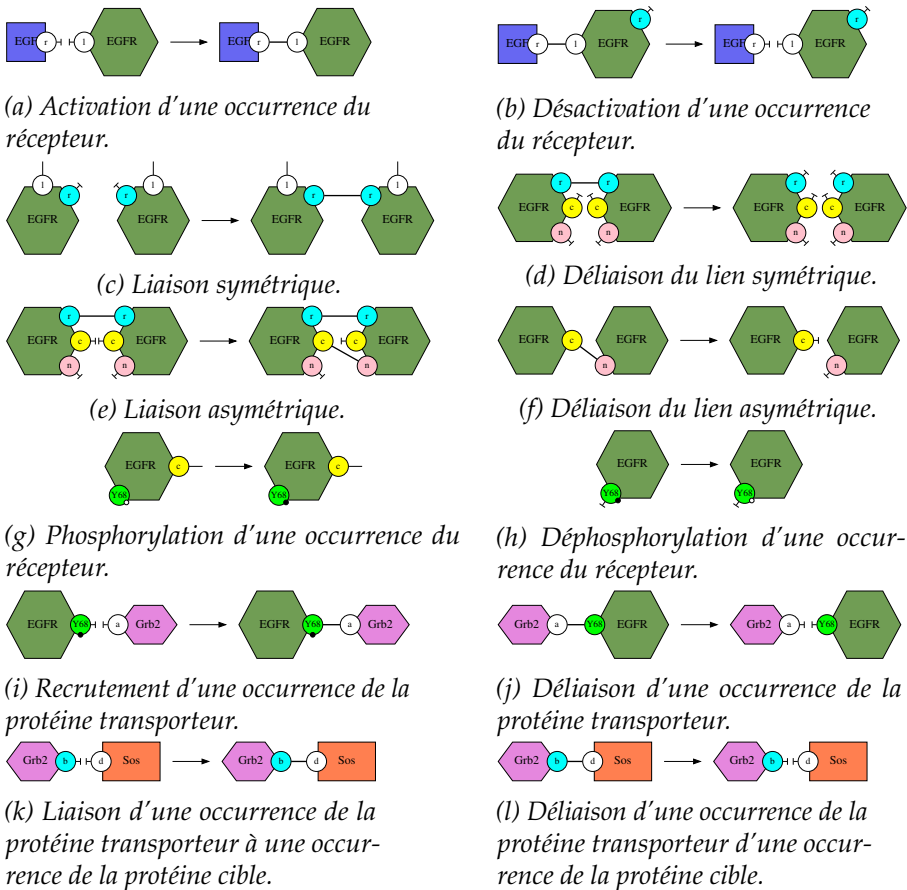 EGF r l EGFR EGF r l EGFR
r EGF r l EGFR r EGF r l EGFR
(a) Activation d'une occurrence du
récepteur.
(b) Désactivation d'une occurrence
du récepteur.
l r EGFR l r EGFR l r EGFR l r EGFR
(c) Liaison symétrique.
EGFR r c n r c n EGFR EGFR r c n r c n EGFR
(d) Déliaison du lien symétrique.
EGFR r c n r c n EGFR EGFR r c n r c n EGFR
(e) Liaison asymétrique.
EGFR c n EGFR EGFR c n EGFR
(f) Déliaison du lien asymétrique.
EGFR c Y68 EGFR c Y68
(g) Phosphorylation d'une occurrence du
récepteur.
EGFR Y68 EGFR Y68
(h) Déphosphorylation d'une occur-
rence du récepteur.
EGFR Y68 a Grb2 EGFR Y68 a Grb2
(i) Recrutement d'une occurrence de la
protéine transporteur.
Grb2 a Y68 EGFR Grb2 a Y68 EGFR
(j) Déliaison d'une occurrence de la
protéine transporteur.
Grb2 b d Sos Grb2 b d Sos
(k) Liaison d'une occurrence de la
protéine transporteur à une occur-
rence de la protéine cible.
Grb2 b d Sos Grb2 b d Sos
(l) Déliaison d'une occurrence de la
protéine transporteur d'une occur-
rence de la protéine cible.